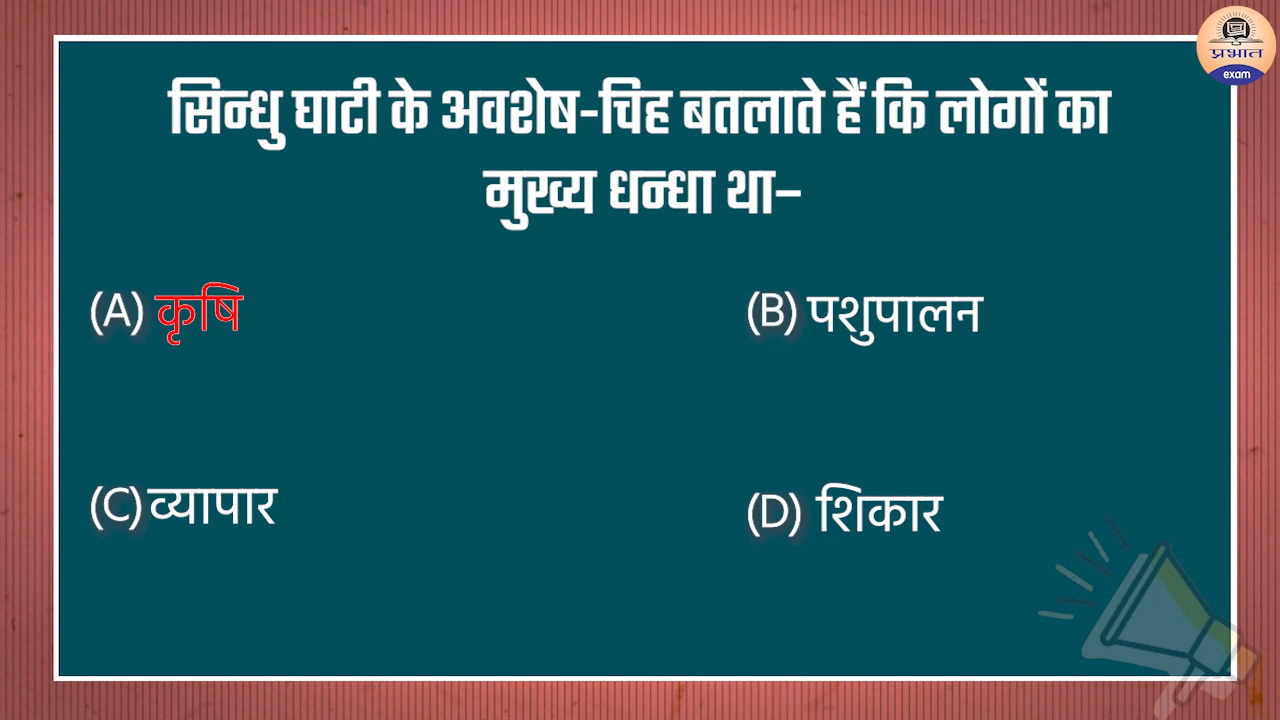 प्रभात
exam
सिन्धु घाटी के अवशेष-चिह बतलाते हैं कि लोगों का
मुख्य धन्धा था–
(A) कृषि
(B) पशुपालन
(C) व्यापार
(D) शिकार